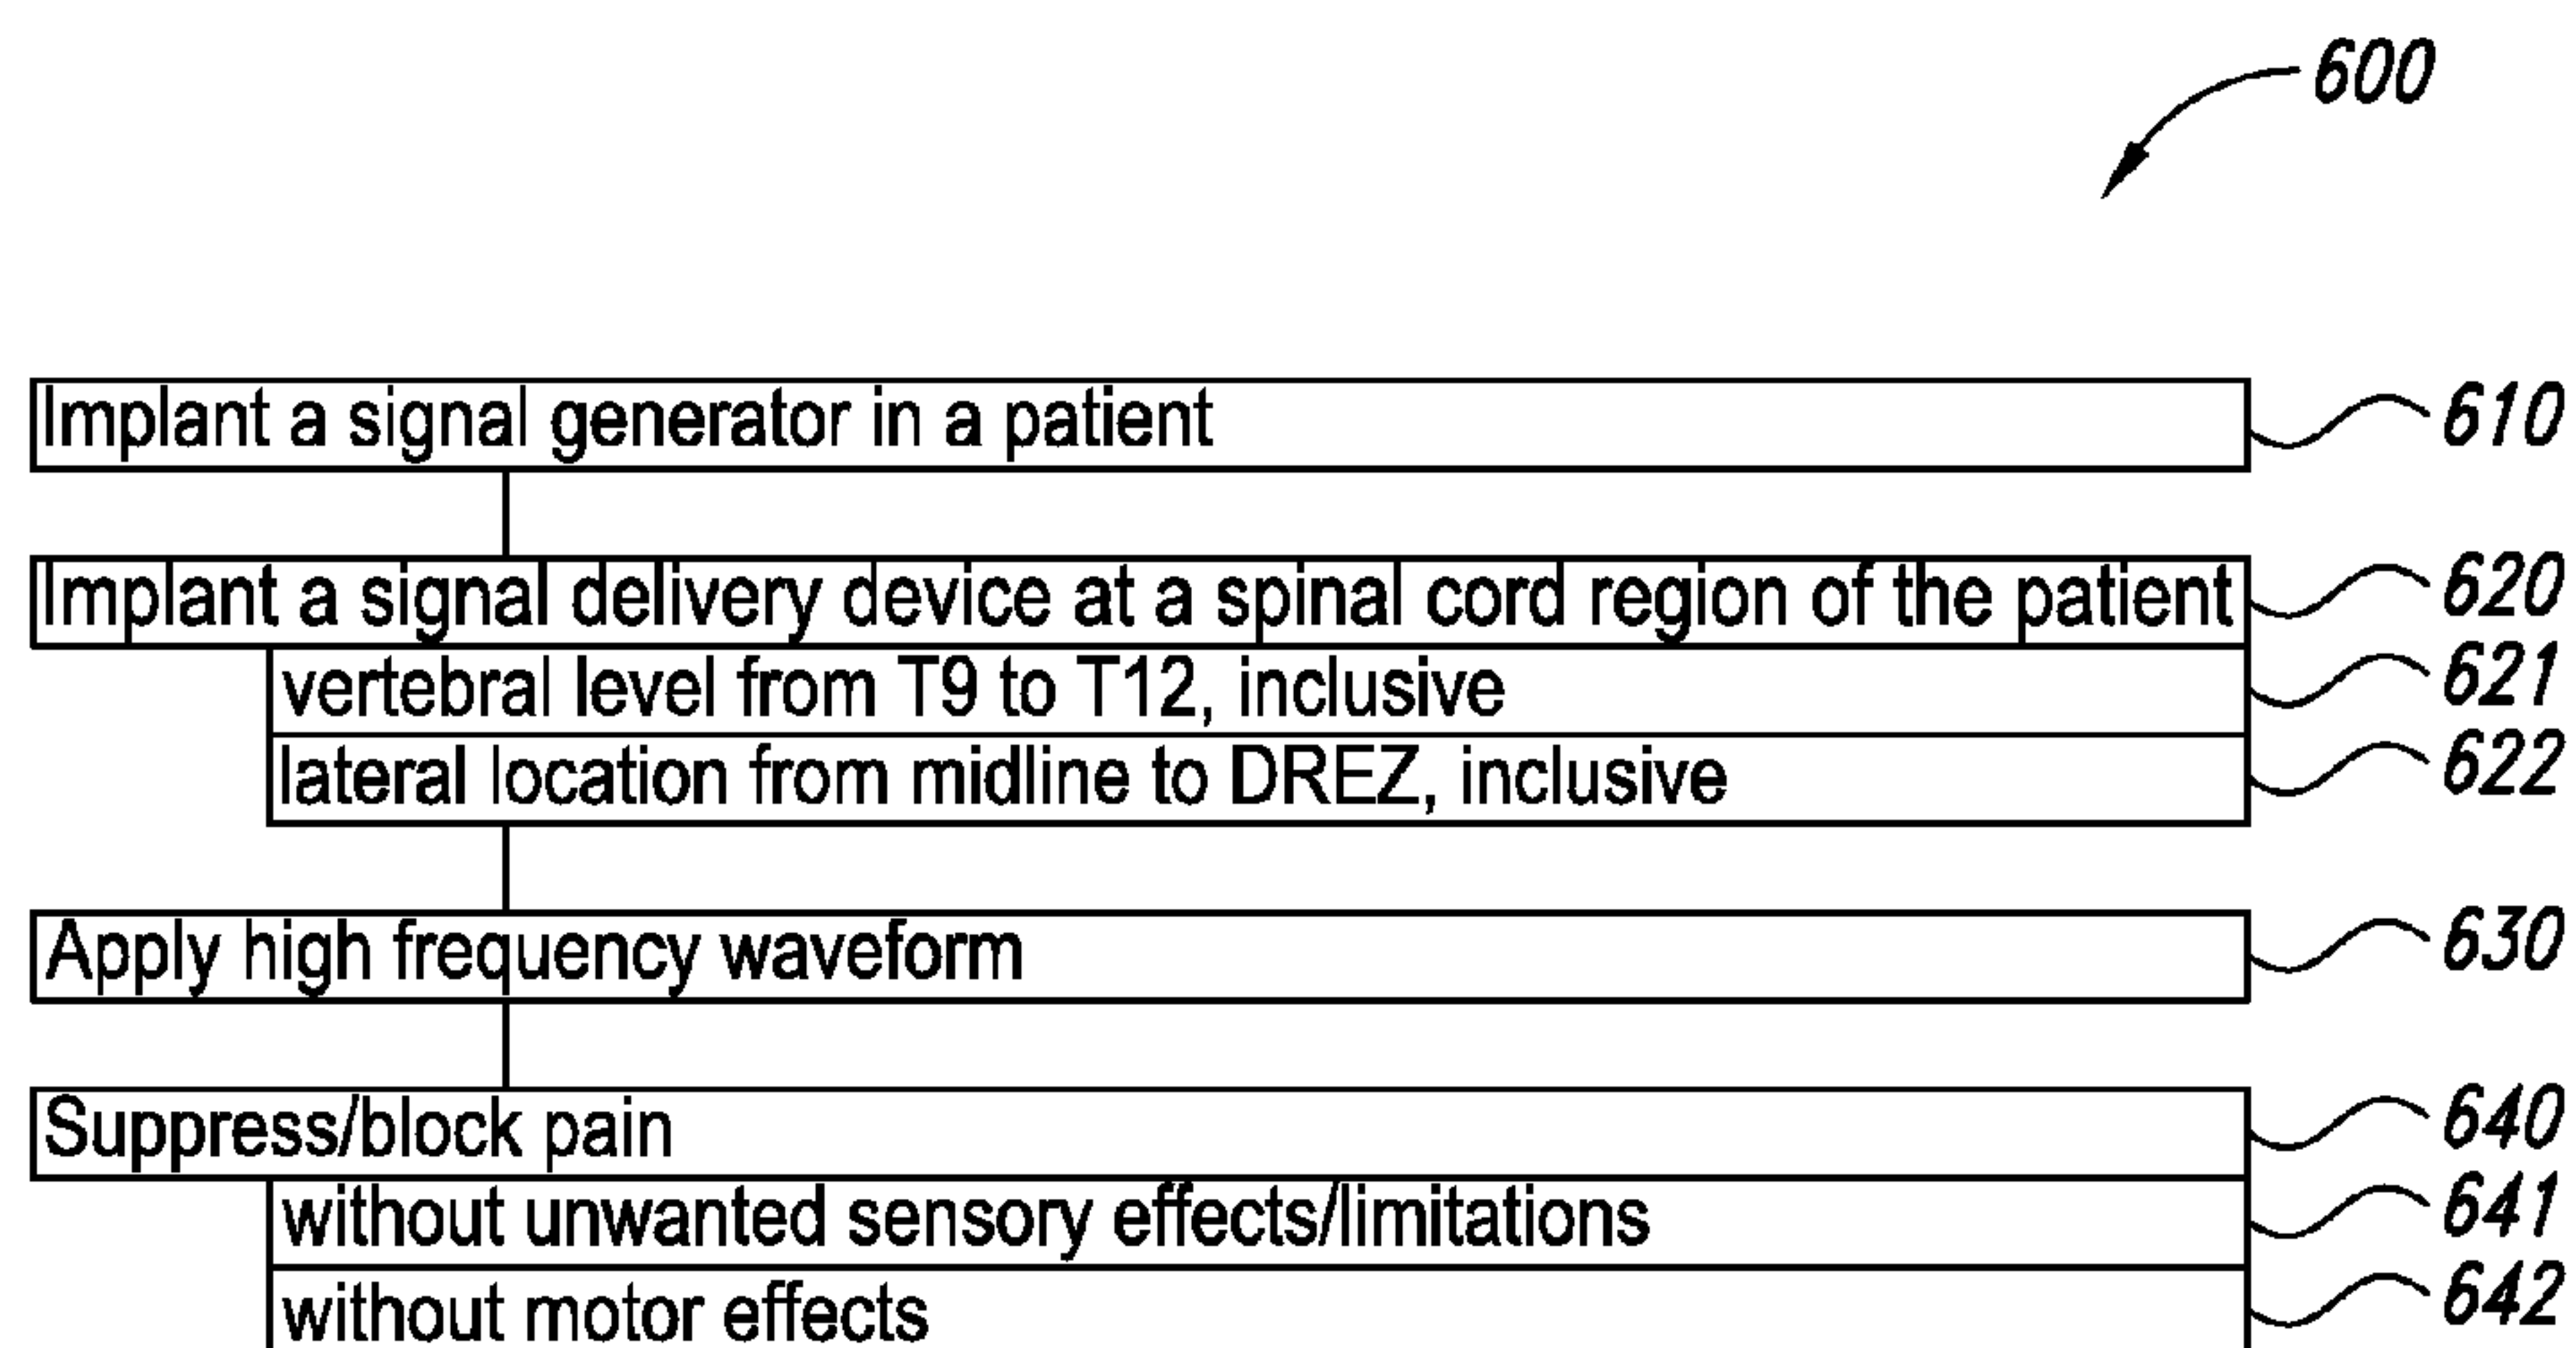 600
Implant a signal generator in a patient 610
Implant a signal delivery device at a spinal cord region of the patient 620
vertebral level from T9 to T12, inclusive 621
lateral location from midline to DREZ, inclusive 622
Apply high frequency waveform 630
Suppress/block pain 640
without unwanted sensory effects/limitations 641
without motor effects 642